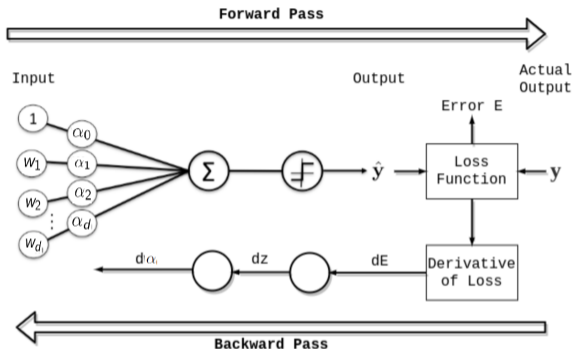 Forward Pass
Input
Output
Actual
Output
Error E
1
α0
w1
α1
w2
α2
⋮
wd
αd
Σ
ŷ
Loss
Function
y
dα
dz
dE
Derivative
of Loss
Backward Pass